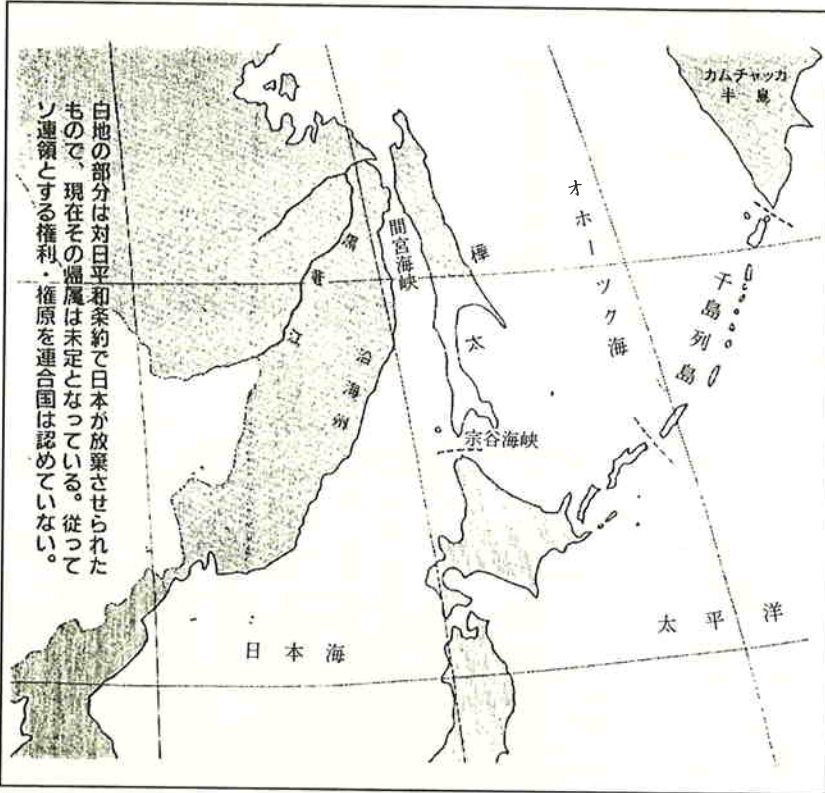 白地の部分は対日平和条約で日本が放棄させられた
もので、現在その帰属は未定となっている。従って
ソ連領とする権利・権原を連合国は認めていない。
カムチャッカ
半島
オホーツク海
千島列島
樺太
間宮海峡
黒竜江
沿海州
宗谷海峡
日本海
太平洋